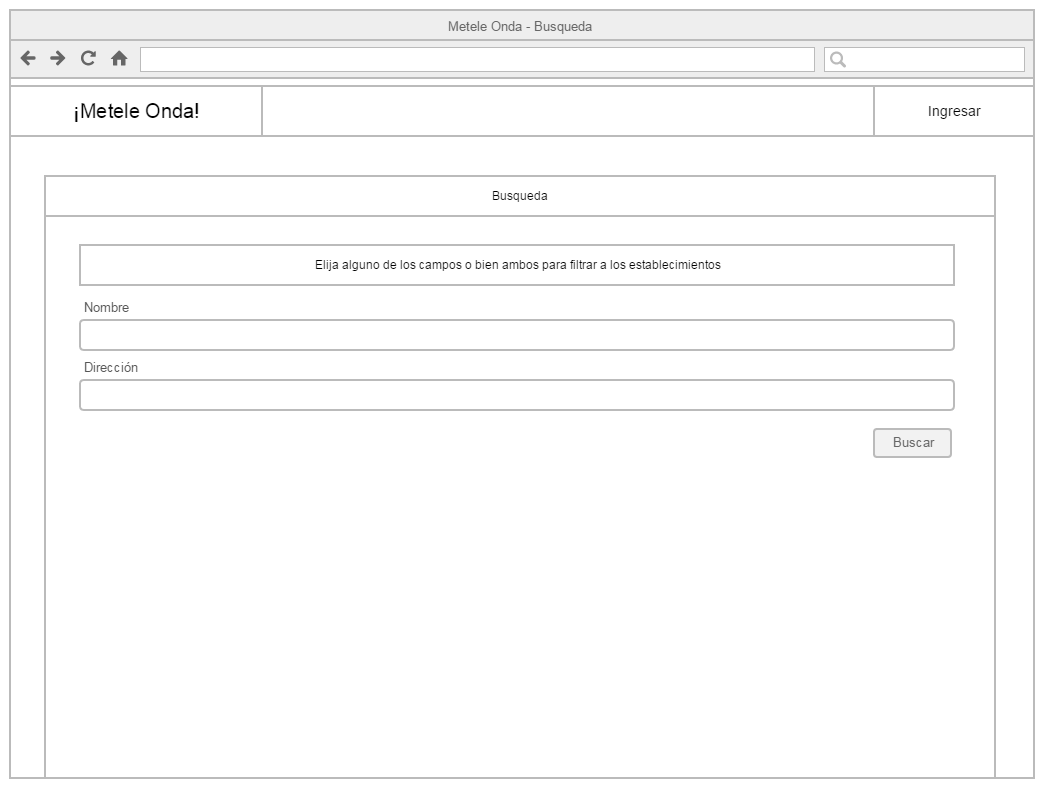 Metele Onda - Busqueda
¡Metele Onda!
Ingresar
Busqueda
Elija alguno de los campos o bien ambos para filtrar a los establecimientos
Nombre
Dirección
Buscar